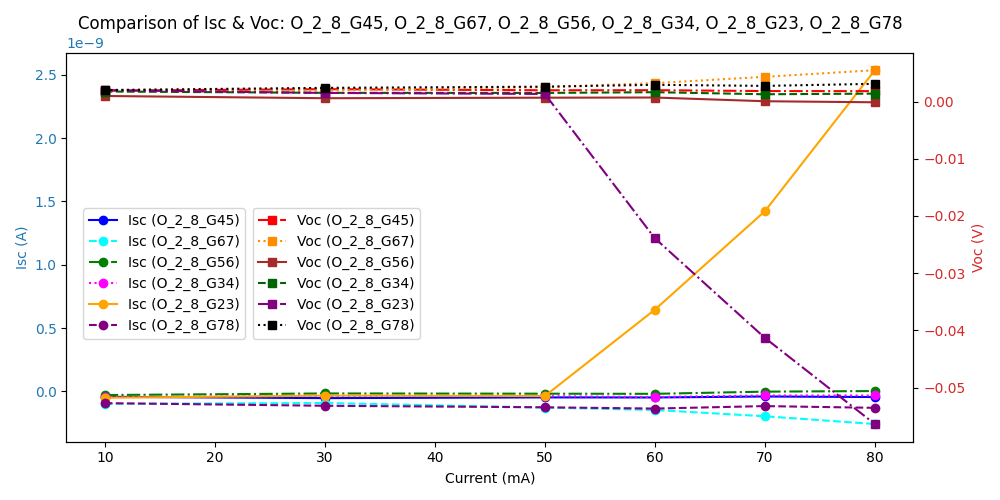 Comparison of Isc & Voc: O_2_8_G45, O_2_8_G67, O_2_8_G56, O_2_8_G34, O_2_8_G23, O_2_8_G78
1e−9
2.5
2.0
1.5
1.0
0.5
0.0
Isc (A)
0.00
−0.01
−0.02
−0.03
−0.04
−0.05
Voc (V)
Isc (O_2_8_G45)
Isc (O_2_8_G67)
Isc (O_2_8_G56)
Isc (O_2_8_G34)
Isc (O_2_8_G23)
Isc (O_2_8_G78)
Voc (O_2_8_G45)
Voc (O_2_8_G67)
Voc (O_2_8_G56)
Voc (O_2_8_G34)
Voc (O_2_8_G23)
Voc (O_2_8_G78)
10 20 30 40 50 60 70 80
Current (mA)